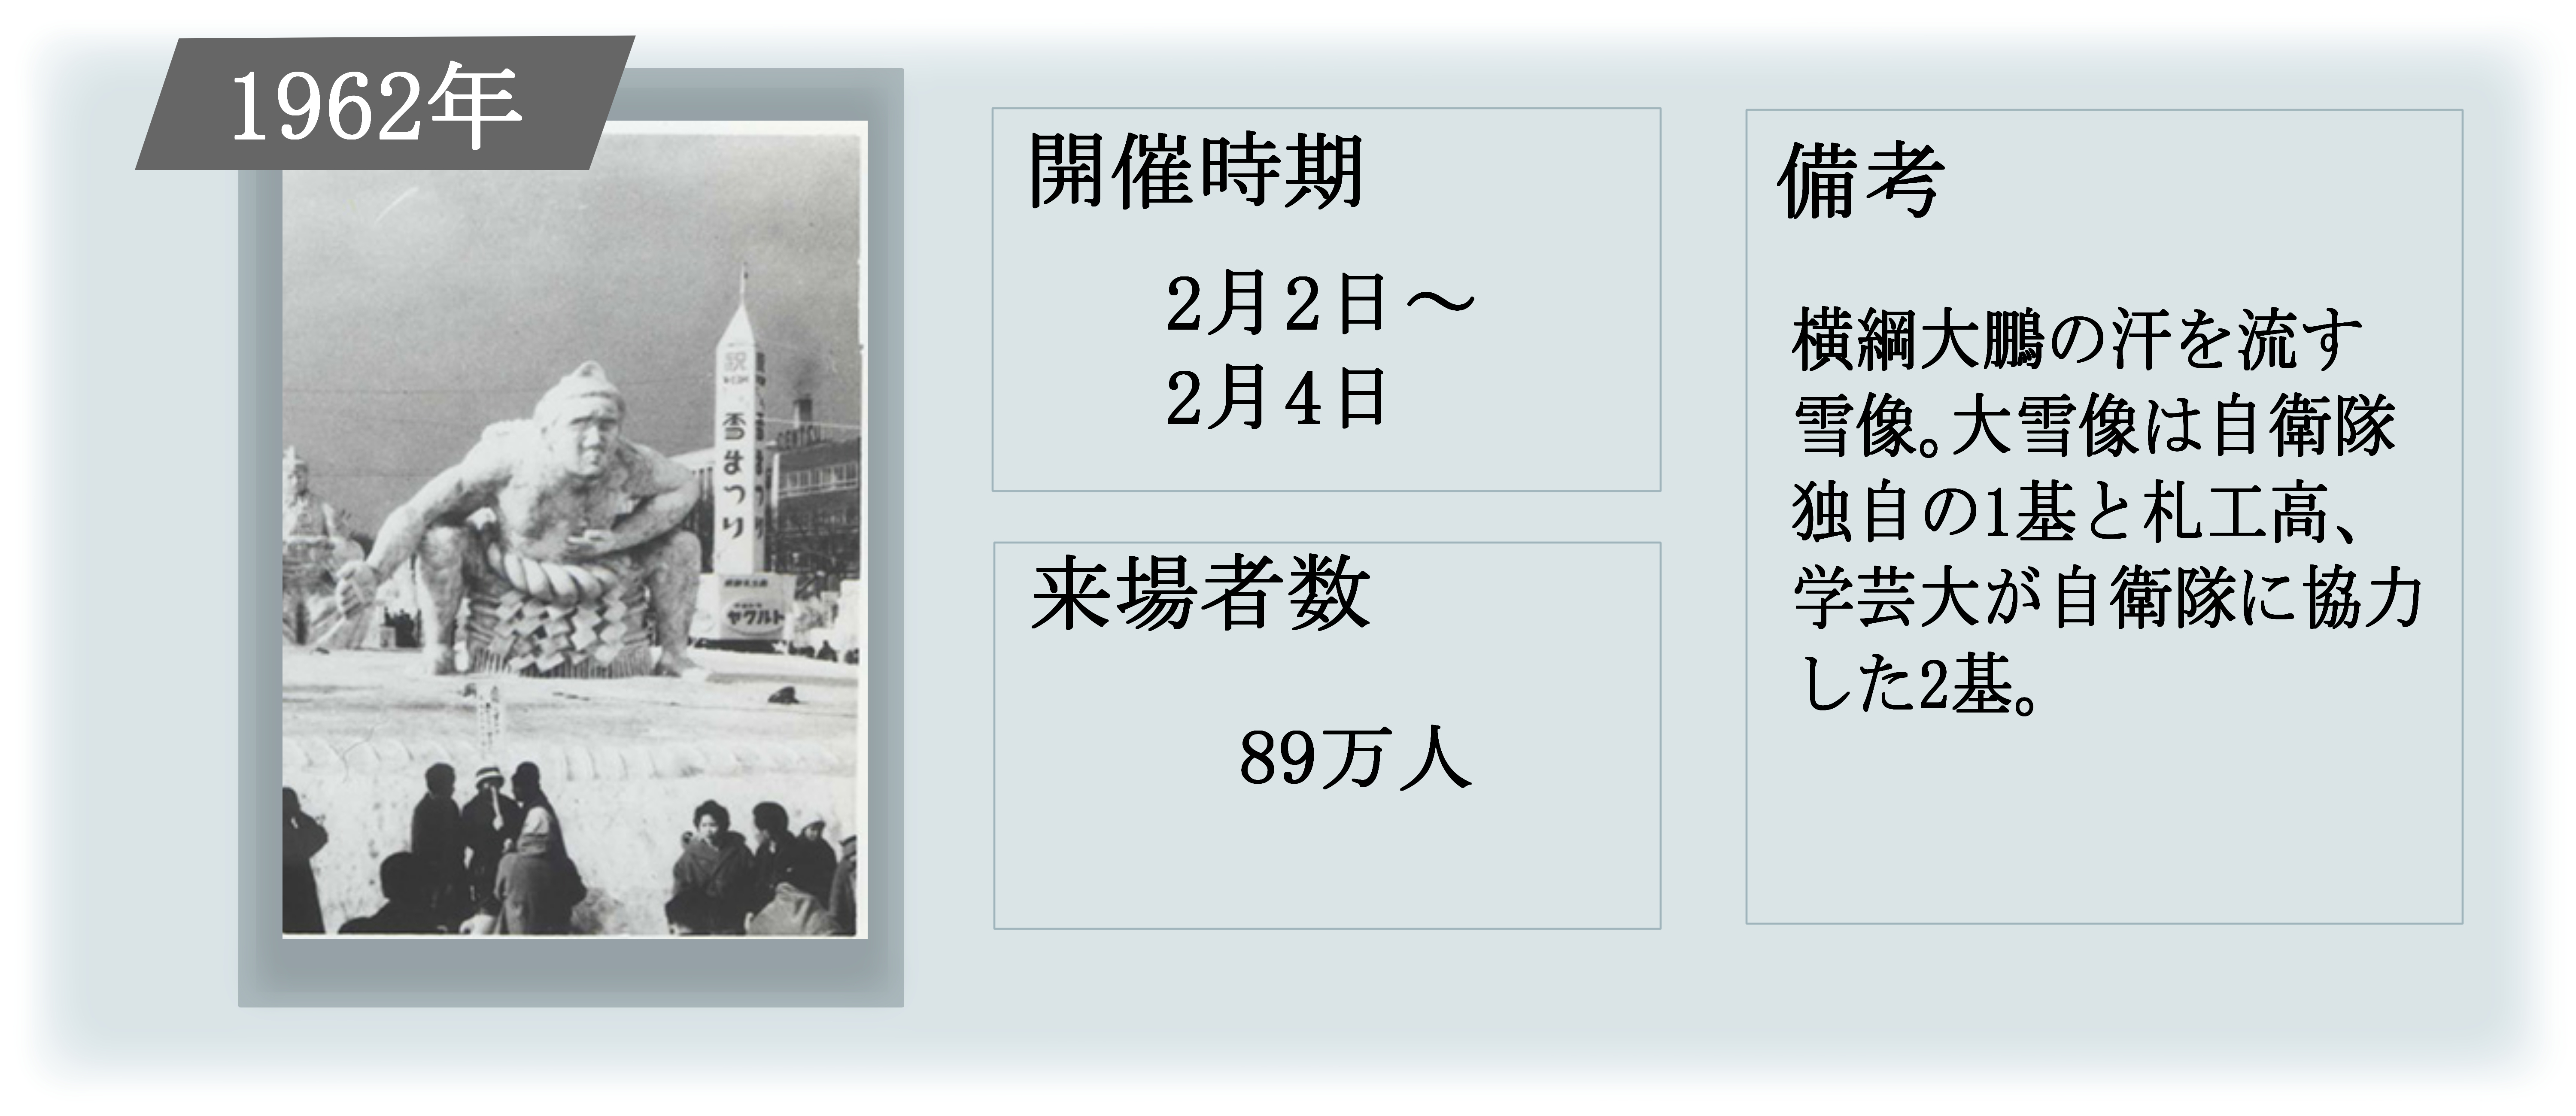 1962年
祝
雪まつり
ヤクルト
開催時期
2月2日～
2月4日
来場者数
89万人
備考
横綱大鵬の汗を流す
雪像。大雪像は自衛隊
独自の1基と札工高、
学芸大が自衛隊に協力
した2基。